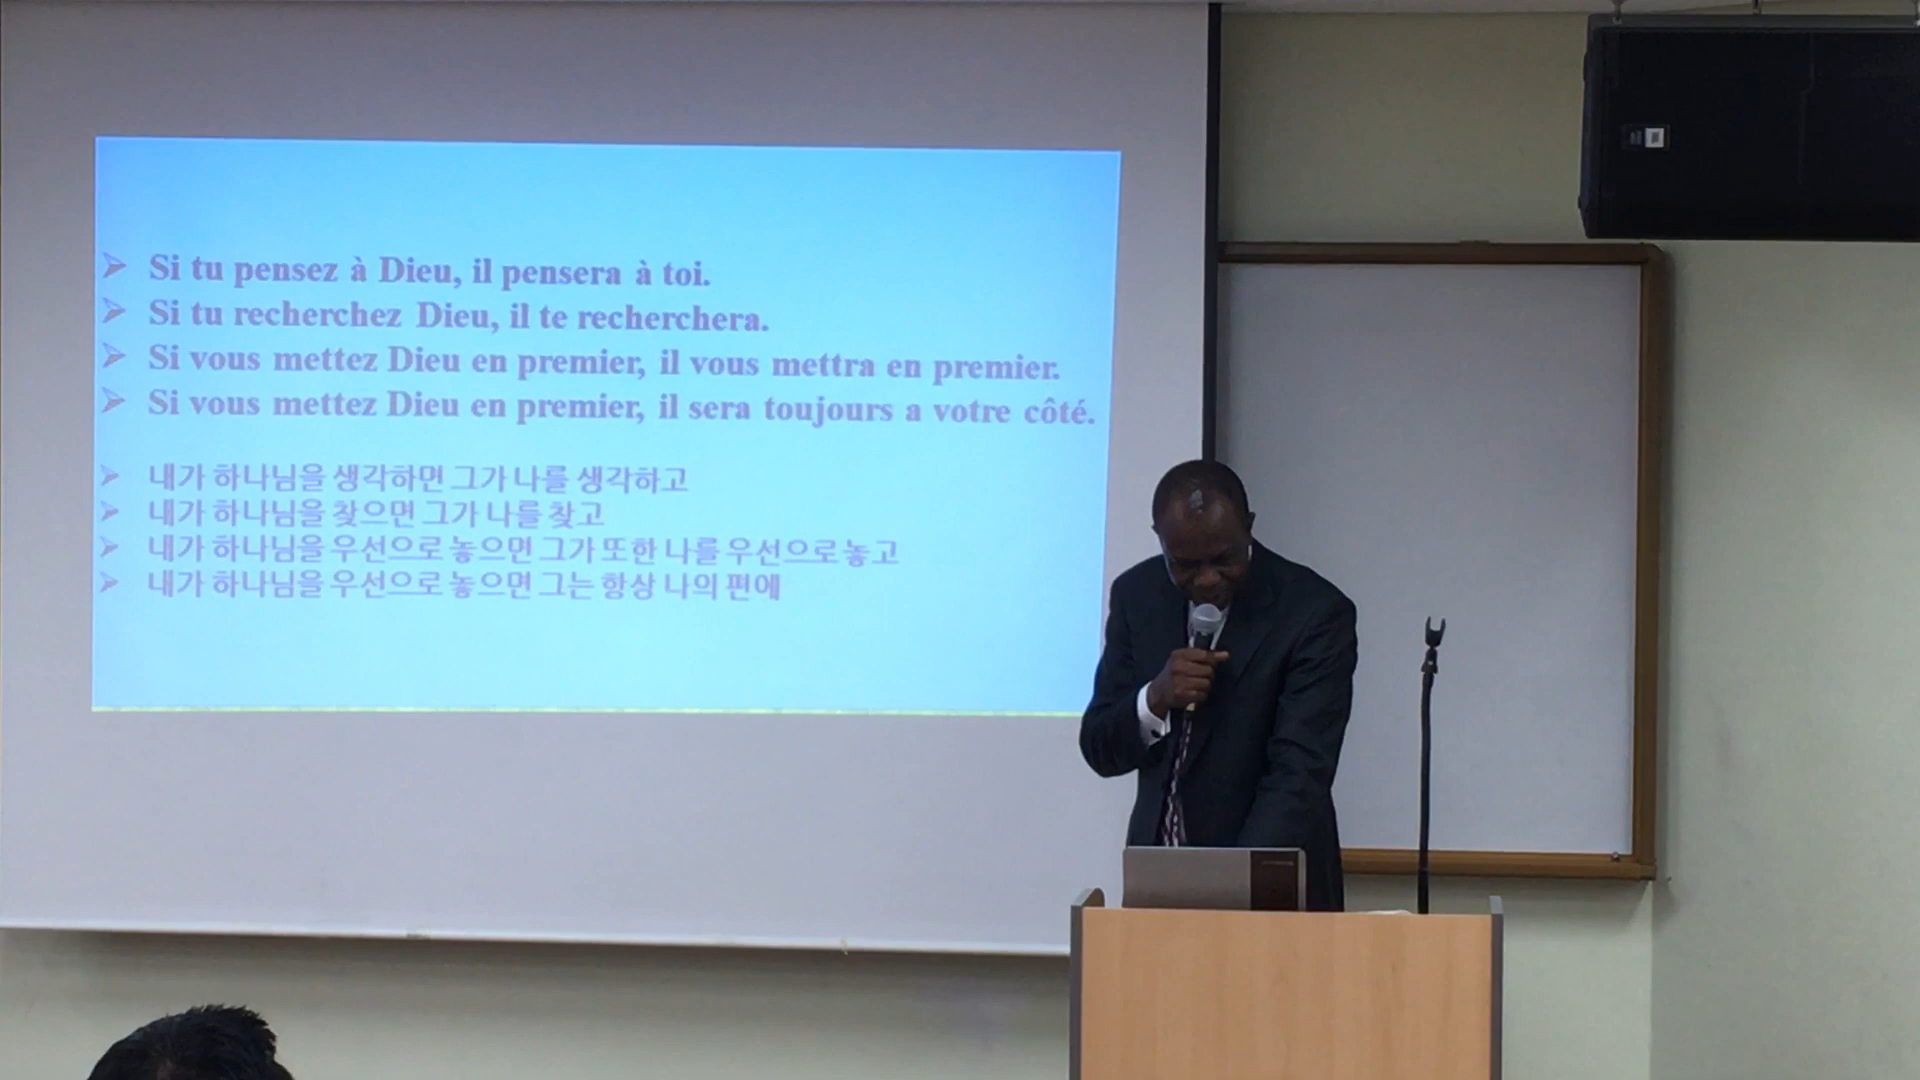 Si tu pensez à Dieu, il pensera à toi.
Si tu recherchez Dieu, il te recherchera.
Si vous mettez Dieu en premier, il vous mettra en premier.
Si vous mettez Dieu en premier, il sera toujours a votre côté.
내가 하나님을 생각하면 그가 나를 생각하고
내가 하나님을 찾으면 그가 나를 찾고
내가 하나님을 우선으로 놓으면 그가 또한 나를 우선으로 놓고
내가 하나님을 우선으로 놓으면 그는 항상 나의 편에